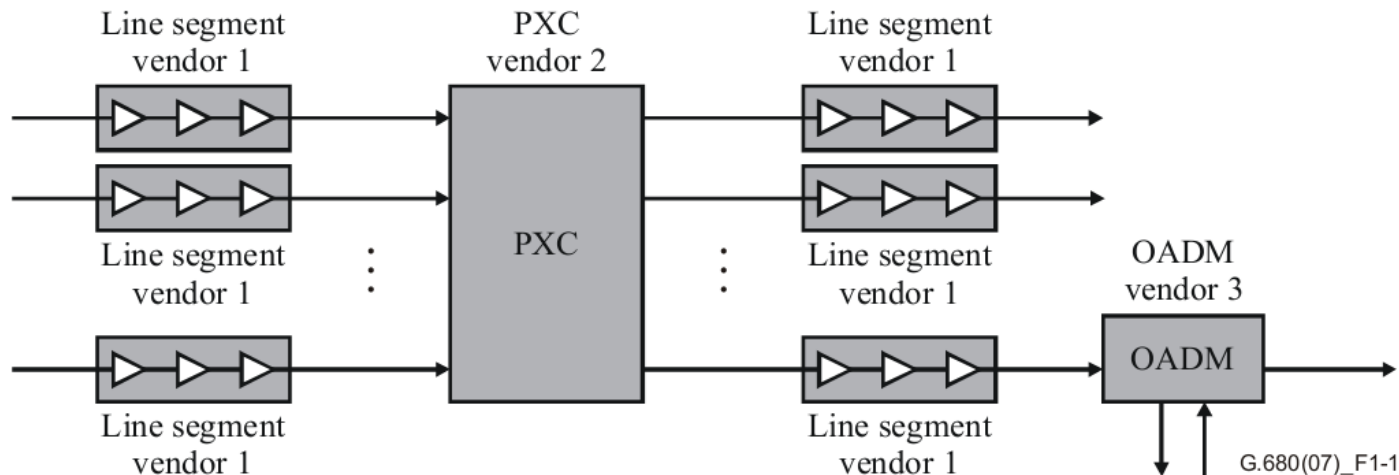 Line segment
vendor 1
PXC
vendor 2
Line segment
vendor 1
Line segment
vendor 1
PXC
Line segment
vendor 1
OADM
vendor 3
OADM
Line segment
vendor 1
Line segment
vendor 1
G.680(07)_F1-1